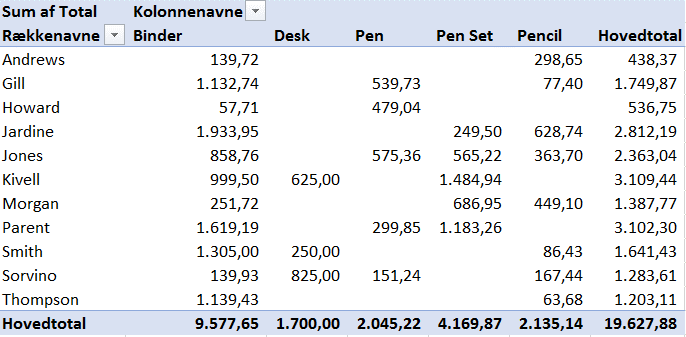 Sum af Total Kolonnenavne
Rækkenavne Binder Desk Pen Pen Set Pencil Hovedtotal
Andrews 139,72 298,65 438,37
Gill 1.132,74 539,73 77,40 1.749,87
Howard 57,71 479,04 536,75
Jardine 1.933,95 249,50 628,74 2.812,19
Jones 858,76 575,36 565,22 363,70 2.363,04
Kivell 999,50 625,00 1.484,94 3.109,44
Morgan 251,72 686,95 449,10 1.387,77
Parent 1.619,19 299,85 1.183,26 3.102,30
Smith 1.305,00 250,00 86,43 1.641,43
Sorvino 139,93 825,00 151,24 167,44 1.283,61
Thompson 1.139,43 63,68 1.203,11
Hovedtotal 9.577,65 1.700,00 2.045,22 4.169,87 2.135,14 19.627,88